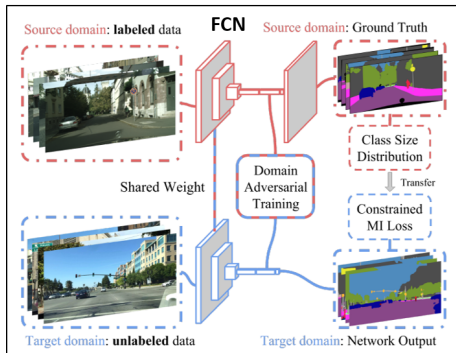 FCN
Source domain: labeled data
Source domain: Ground Truth
Class Size
Distribution
Shared Weight
Domain
Adversarial
Training
Transfer
Constrained
MI Loss
Target domain: unlabeled data
Target domain: Network Output